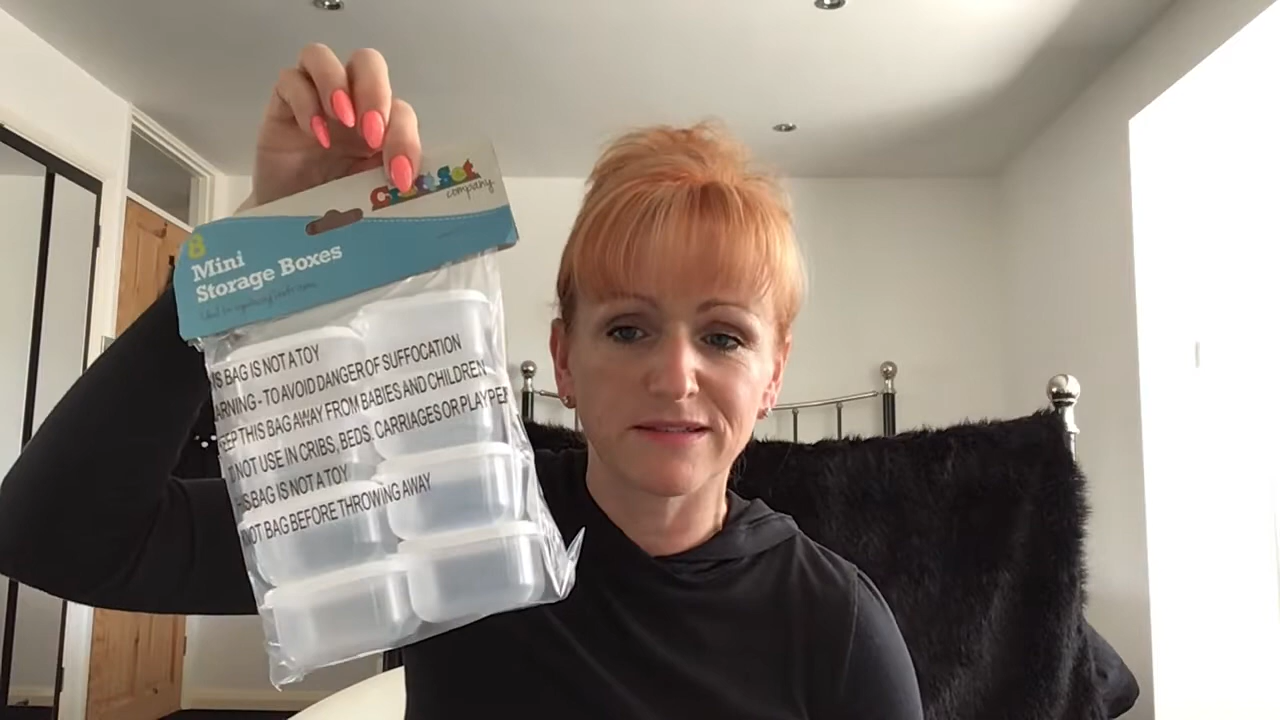 Craft Set
company
8
Mini
Storage Boxes
IS BAG IS NOT A TOY
ARNING - TO AVOID DANGER OF SUFFOCATION
EEP THIS BAG AWAY FROM BABIES AND CHILDREN
NOT USE IN CRIBS, BEDS, CARRIAGES OR PLAYPE
IS BAG IS NOT A TOY
NOT BAG BEFORE THROWING AWAY